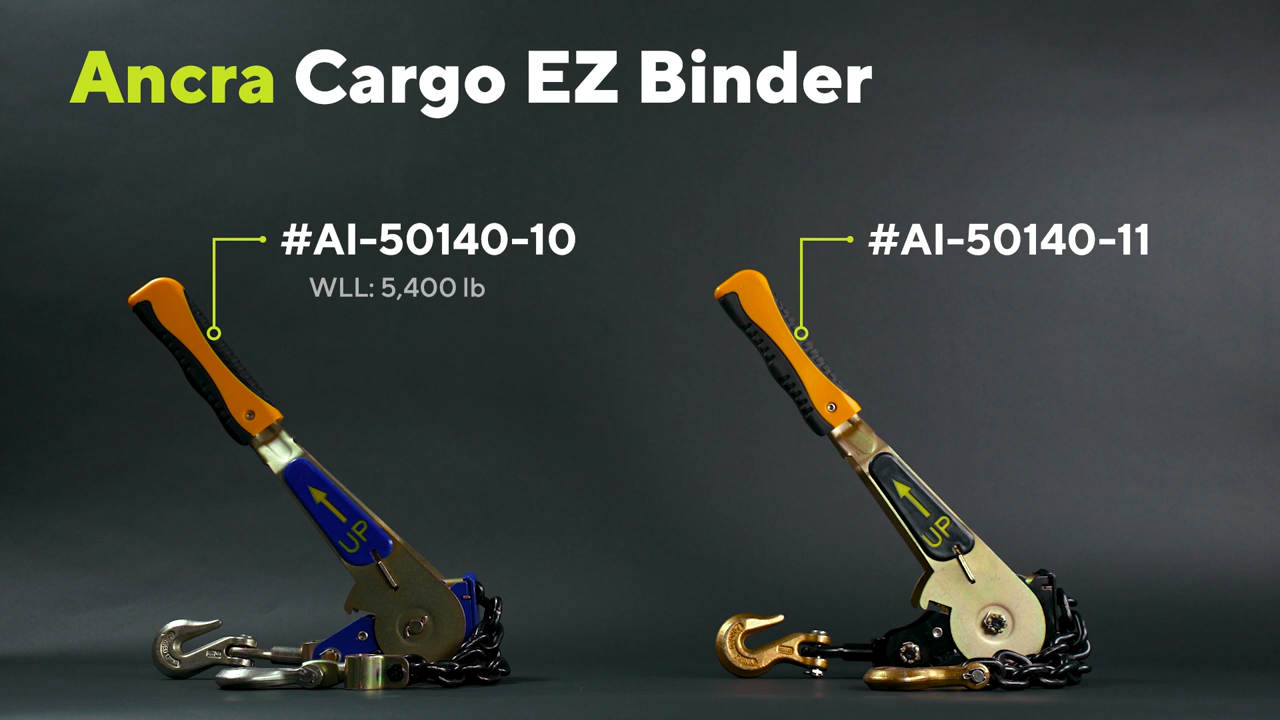 Ancra Cargo EZ Binder
#AI-50140-10
WLL: 5,400 lb
#AI-50140-11
UP
UP